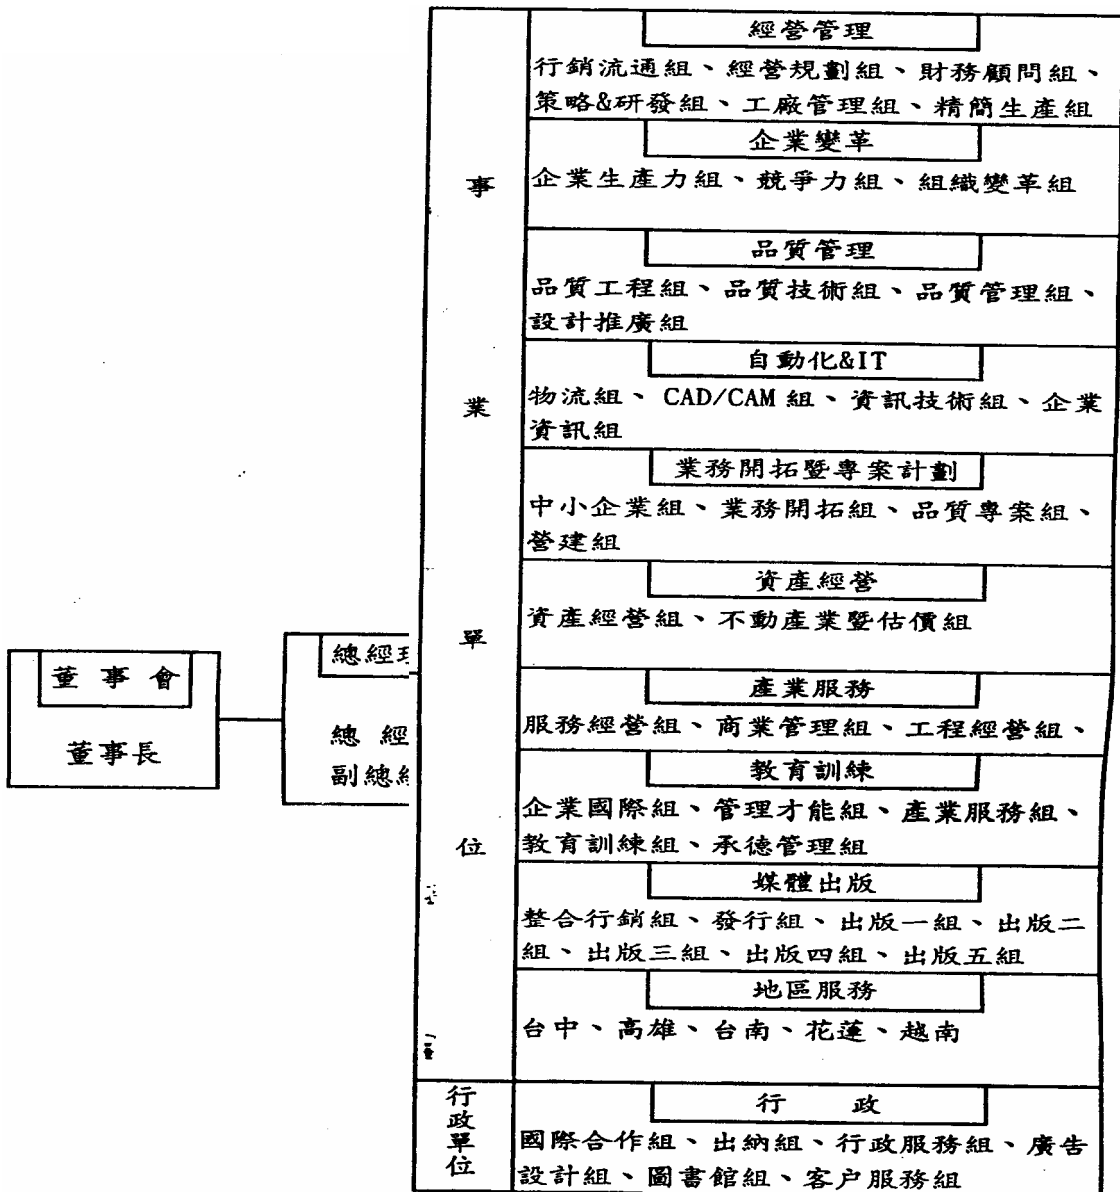 董 事 會
董事長
總經理
總 經
副總經
事
業
單
位
經營管理
行銷流通組、經營規劃組、財務顧問組、
策略&研發組、工廠管理組、精簡生產組
企業變革
企業生產力組、競爭力組、組織變革組
品質管理
品質工程組、品質技術組、品質管理組、
設計推廣組
自動化&IT
物流組、 CAD/CAM 組、資訊技術組、企業
資訊組
業務開拓暨專案計劃
中小企業組、業務開拓組、品質專案組、
營建組
資產經營
資產經營組、不動產業暨估價組
產業服務
服務經營組、商業管理組、工程經營組、
教育訓練
企業國際組、管理才能組、產業服務組、
教育訓練組、承德管理組
媒體出版
整合行銷組、發行組、出版一組、出版二
組、出版三組、出版四組、出版五組
地區服務
台中、高雄、台南、花蓮、越南
行
政
單
位
行 政
國際合作組、出納組、行政服務組、廣告
設計組、圖書館組、客戶服務組